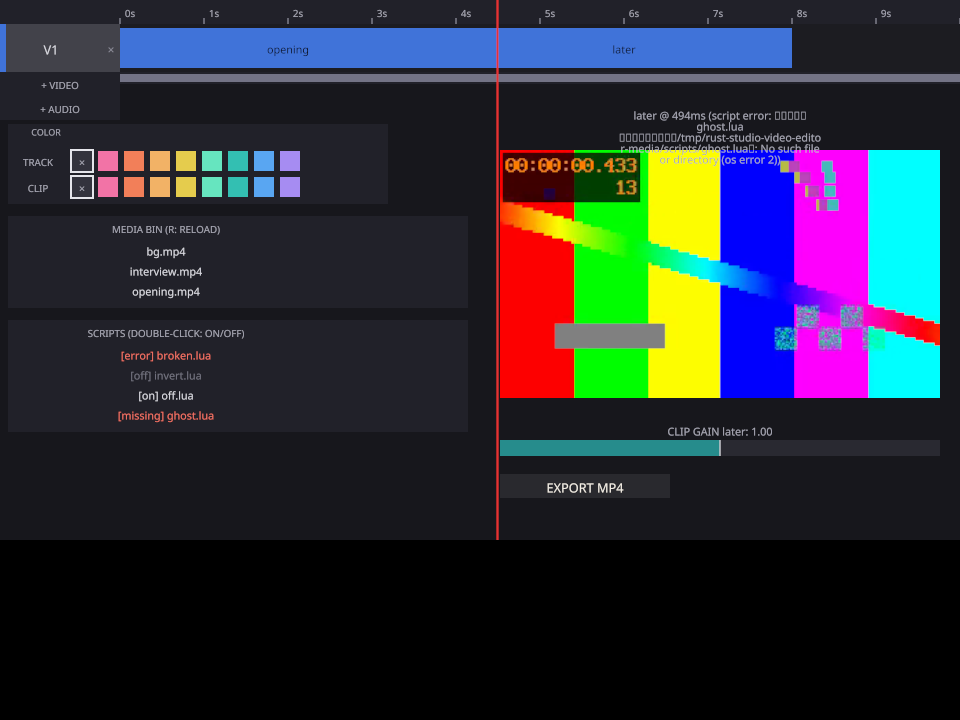 0s 1s 2s 3s 4s 5s 6s 7s 8s 9s
V1 ×
opening
later
+ VIDEO
+ AUDIO
COLOR
TRACK ×
CLIP ×
MEDIA BIN (R: RELOAD)
bg.mp4
interview.mp4
opening.mp4
SCRIPTS (DOUBLE-CLICK: ON/OFF)
[error] broken.lua
[off] invert.lua
[on] off.lua
[missing] ghost.lua
later @ 494ms (script error: ▯▯▯▯▯
ghost.lua
▯▯▯▯▯▯▯▯▯/tmp/rust-studio-video-edito
r-media/scripts/ghost.lua▯: No such file
or directory (os error 2))
00:00:00.433
13
CLIP GAIN later: 1.00
EXPORT MP4